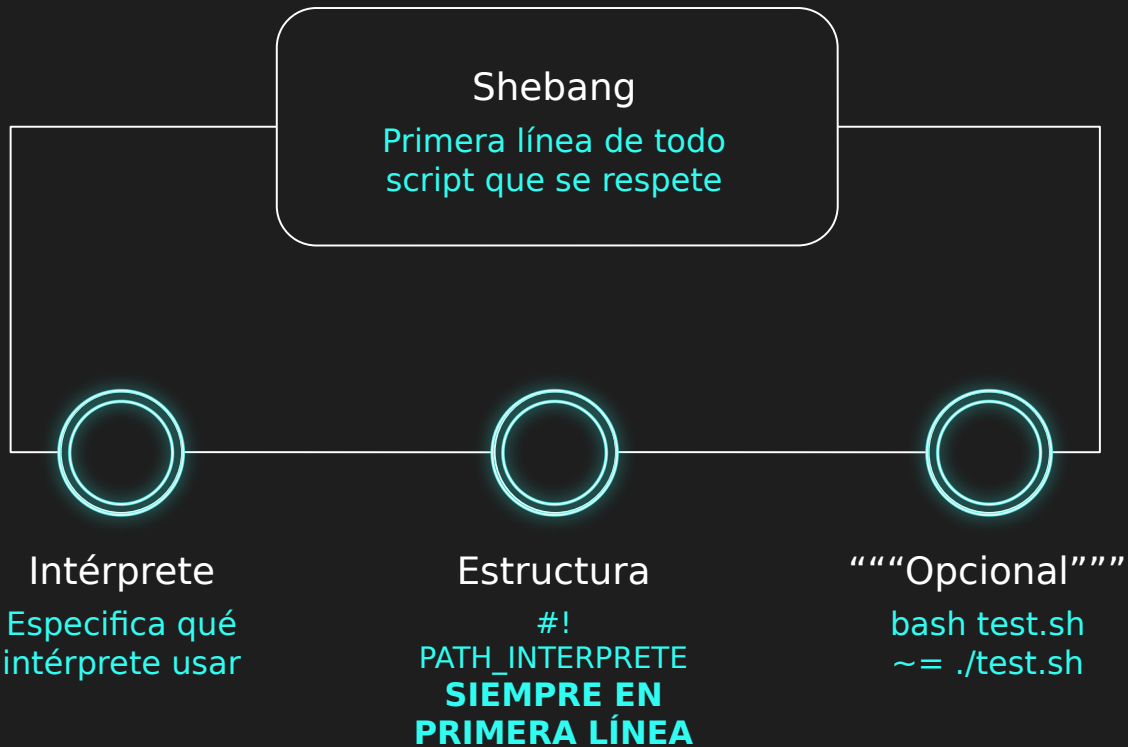 Shebang
Primera línea de todo
script que se respete
Intérprete
Especifica qué
intérprete usar
Estructura
#!
PATH_INTERPRETE
SIEMPRE EN
PRIMERA LÍNEA
“““Opcional”””
bash test.sh
~= ./test.sh